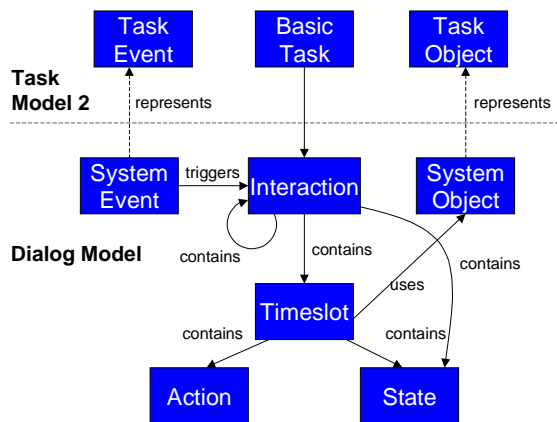 Task
Event
Basic
Task
Task
Object
Task
Model 2
represents
represents
System
Event
triggers
Interaction
System
Object
Dialog Model
contains
contains
contains
uses
Timeslot
contains
contains
Action
State